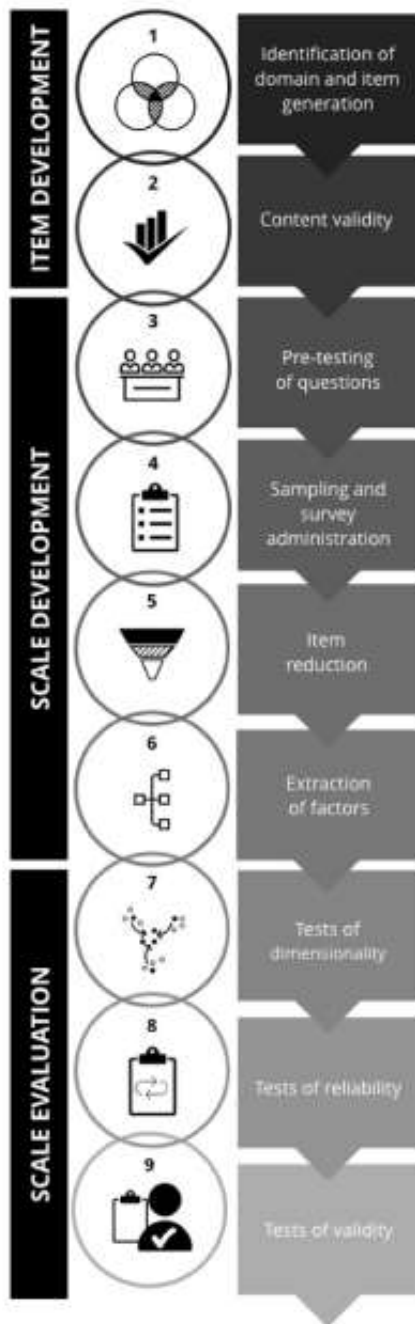 ITEM DEVELOPMENT
1
Identification of
domain and item
generation
2
Content validity
SCALE DEVELOPMENT
3
Pre-testing
of questions
4
Sampling and
survey
administration
5
Item
reduction
6
Extraction
of factors
SCALE EVALUATION
7
Tests of
dimensionality
8
Tests of reliability
9
Tests of validity